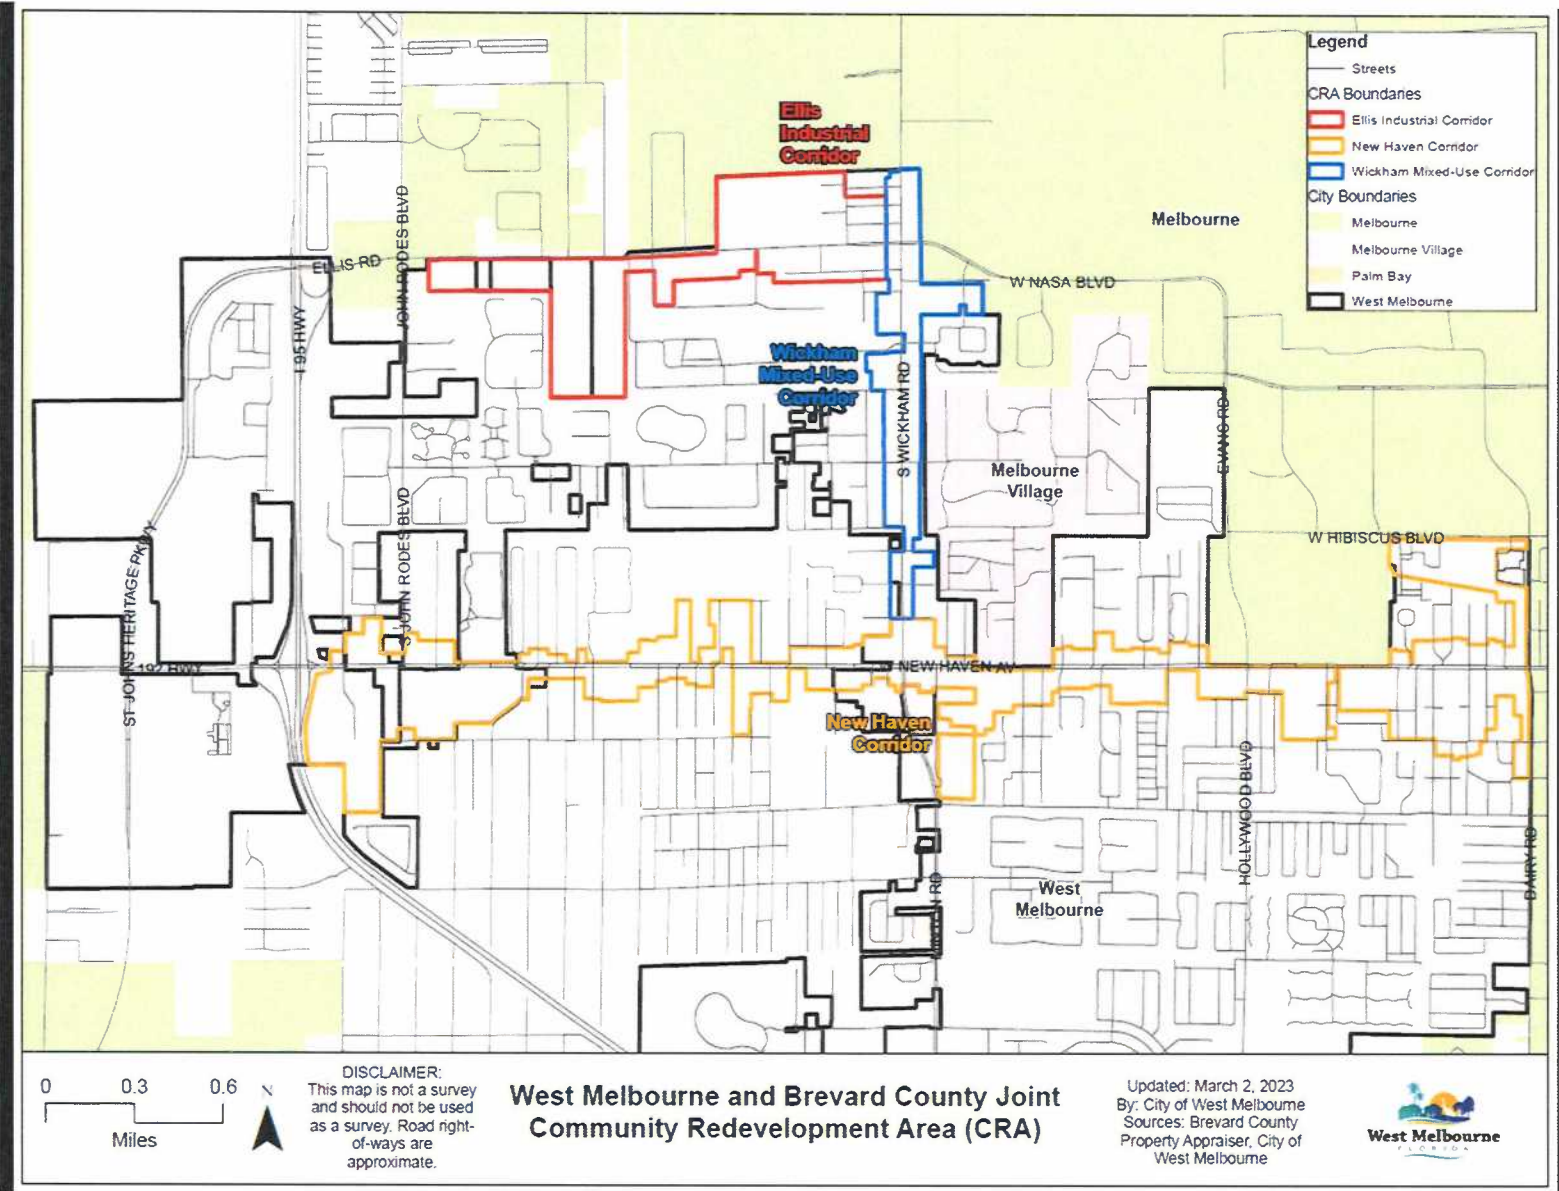 Legend
Streets
CRA Boundaries
Ellis Industrial Corridor
New Haven Corridor
Wickham Mixed-Use Corridor
City Boundaries
Melbourne
Melbourne Village
Palm Bay
West Melbourne
Ellis
Industrial
Corridor
Melbourne
JOHN RODES BLVD
ELLIS RD
W NASA BLVD
I 95 HWY
Wickham
Mixed-Use
Corridor
S WICKHAM RD
EVANS RD
Melbourne
Village
W HIBISCUS BLVD
S JOHN RODES BLVD
ST JOHNS HERITAGE PKWY
192 HWY
W NEW HAVEN AV
New Haven
Corridor
HOLLYWOOD BLVD
DAIRY RD
West
Melbourne
RD
0 0.3 0.6
Miles
N
DISCLAIMER:
This map is not a survey
and should not be used
as a survey. Road right-
of-ways are
approximate.
West Melbourne and Brevard County Joint
Community Redevelopment Area (CRA)
Updated: March 2, 2023
By: City of West Melbourne
Sources: Brevard County
Property Appraiser, City of
West Melbourne
West Melbourne
FLORIDA